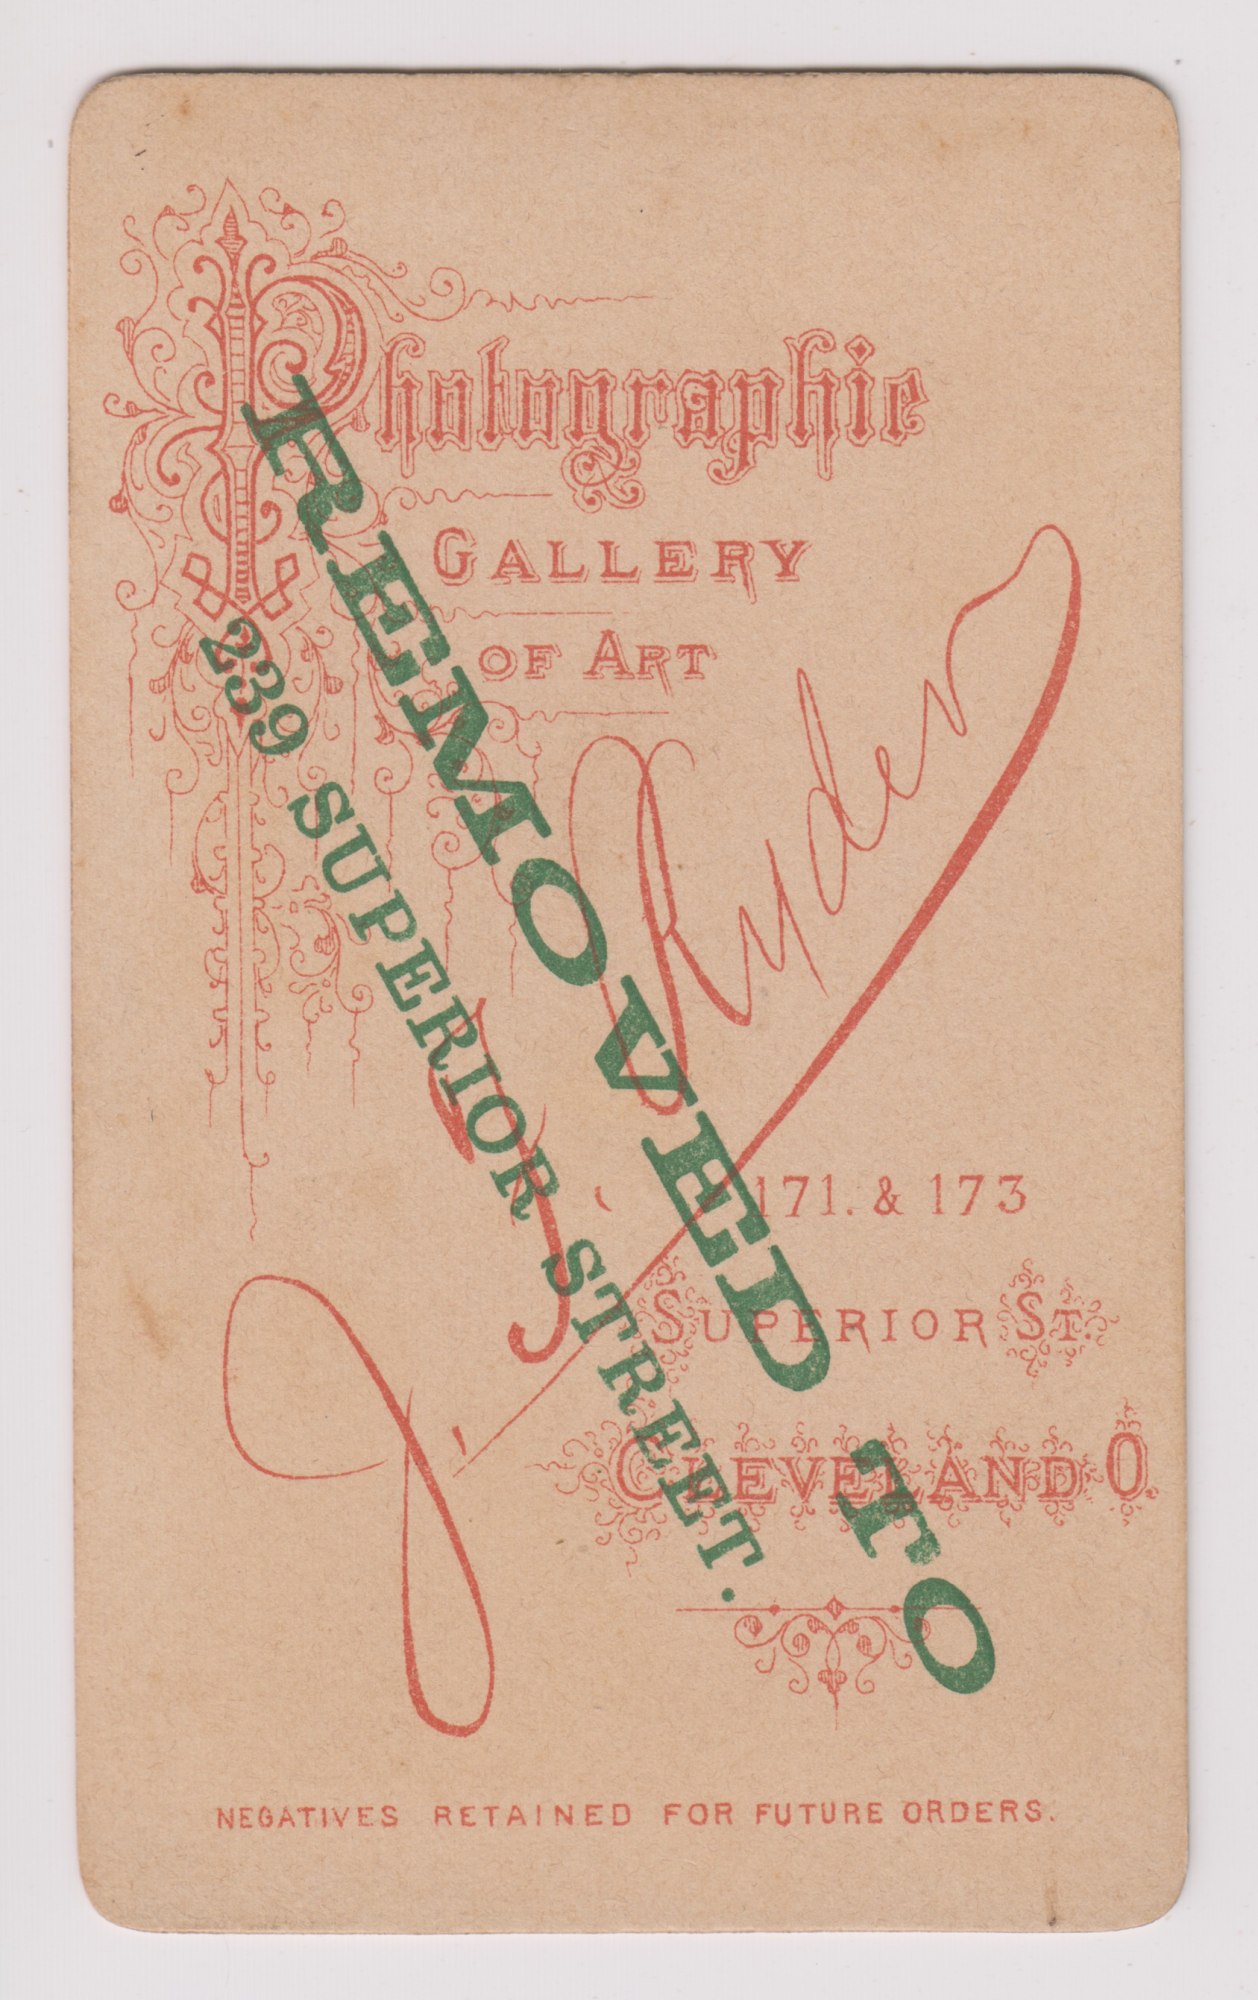 Photographic
GALLERY
OF ART
J. F. Ryder
171. & 173
SUPERIOR ST.
CLEVELAND O.
NEGATIVES RETAINED FOR FUTURE ORDERS.
REMOVED TO
239 SUPERIOR STREET.